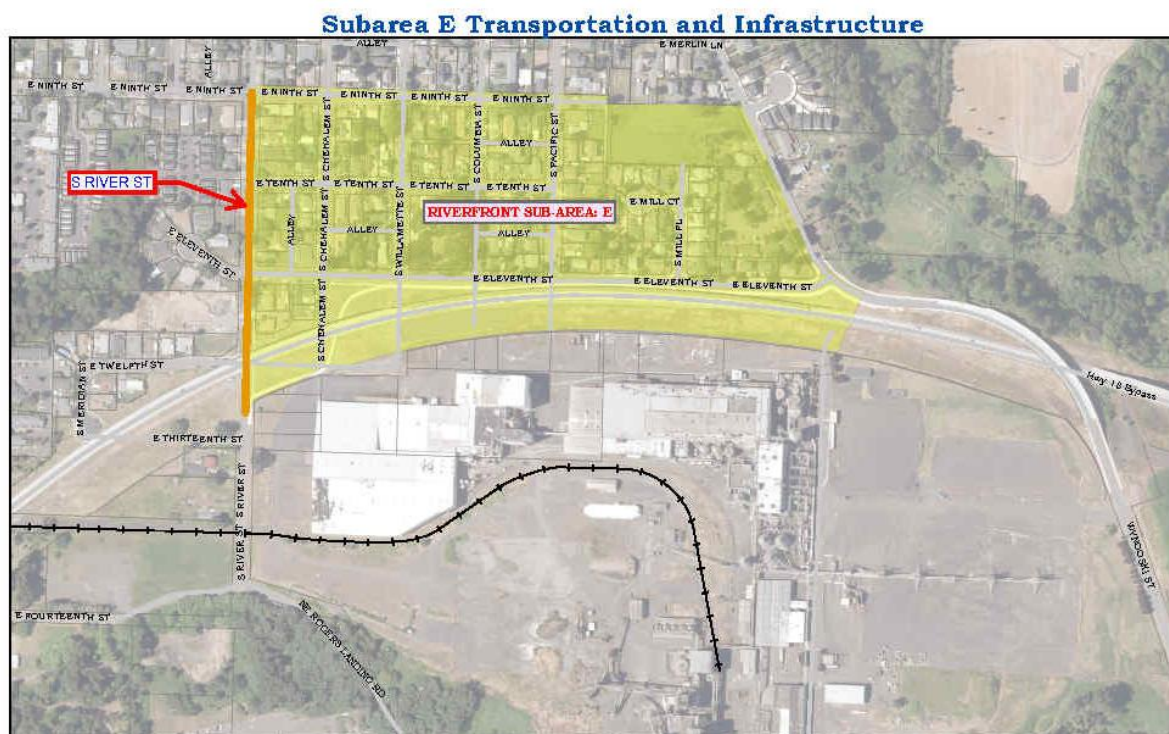 Subarea E Transportation and Infrastructure
ALLEY
E MERLIN LN
ALLEY
E NINTH ST
E NINTH ST
E NINTH ST
E NINTH ST
E NINTH ST
E NINTH ST
E NINTH ST
S CHEHALEM ST
S COLUMBIA ST
S PACIFIC ST
ALLEY
S RIVER ST
E TENTH ST
E TENTH ST
E TENTH ST
E TENTH ST
E MILL CT
RIVERFRONT SUB-AREA: E
ALLEY
S CHEHALEM ST
ALLEY
S WILLAMETTE ST
ALLEY
S MILL PL
E ELEVENTH ST
E ELEVENTH ST
E ELEVENTH ST
E ELEVENTH ST
S CHEHALEM ST
E TWELFTH ST
S MERIDIAN ST
Hwy 18 Bypass
E THIRTEENTH ST
S RIVER ST
S RIVER ST
WYNOOSKI ST
E FOURTEENTH ST
NE ROGERS LANDING RD